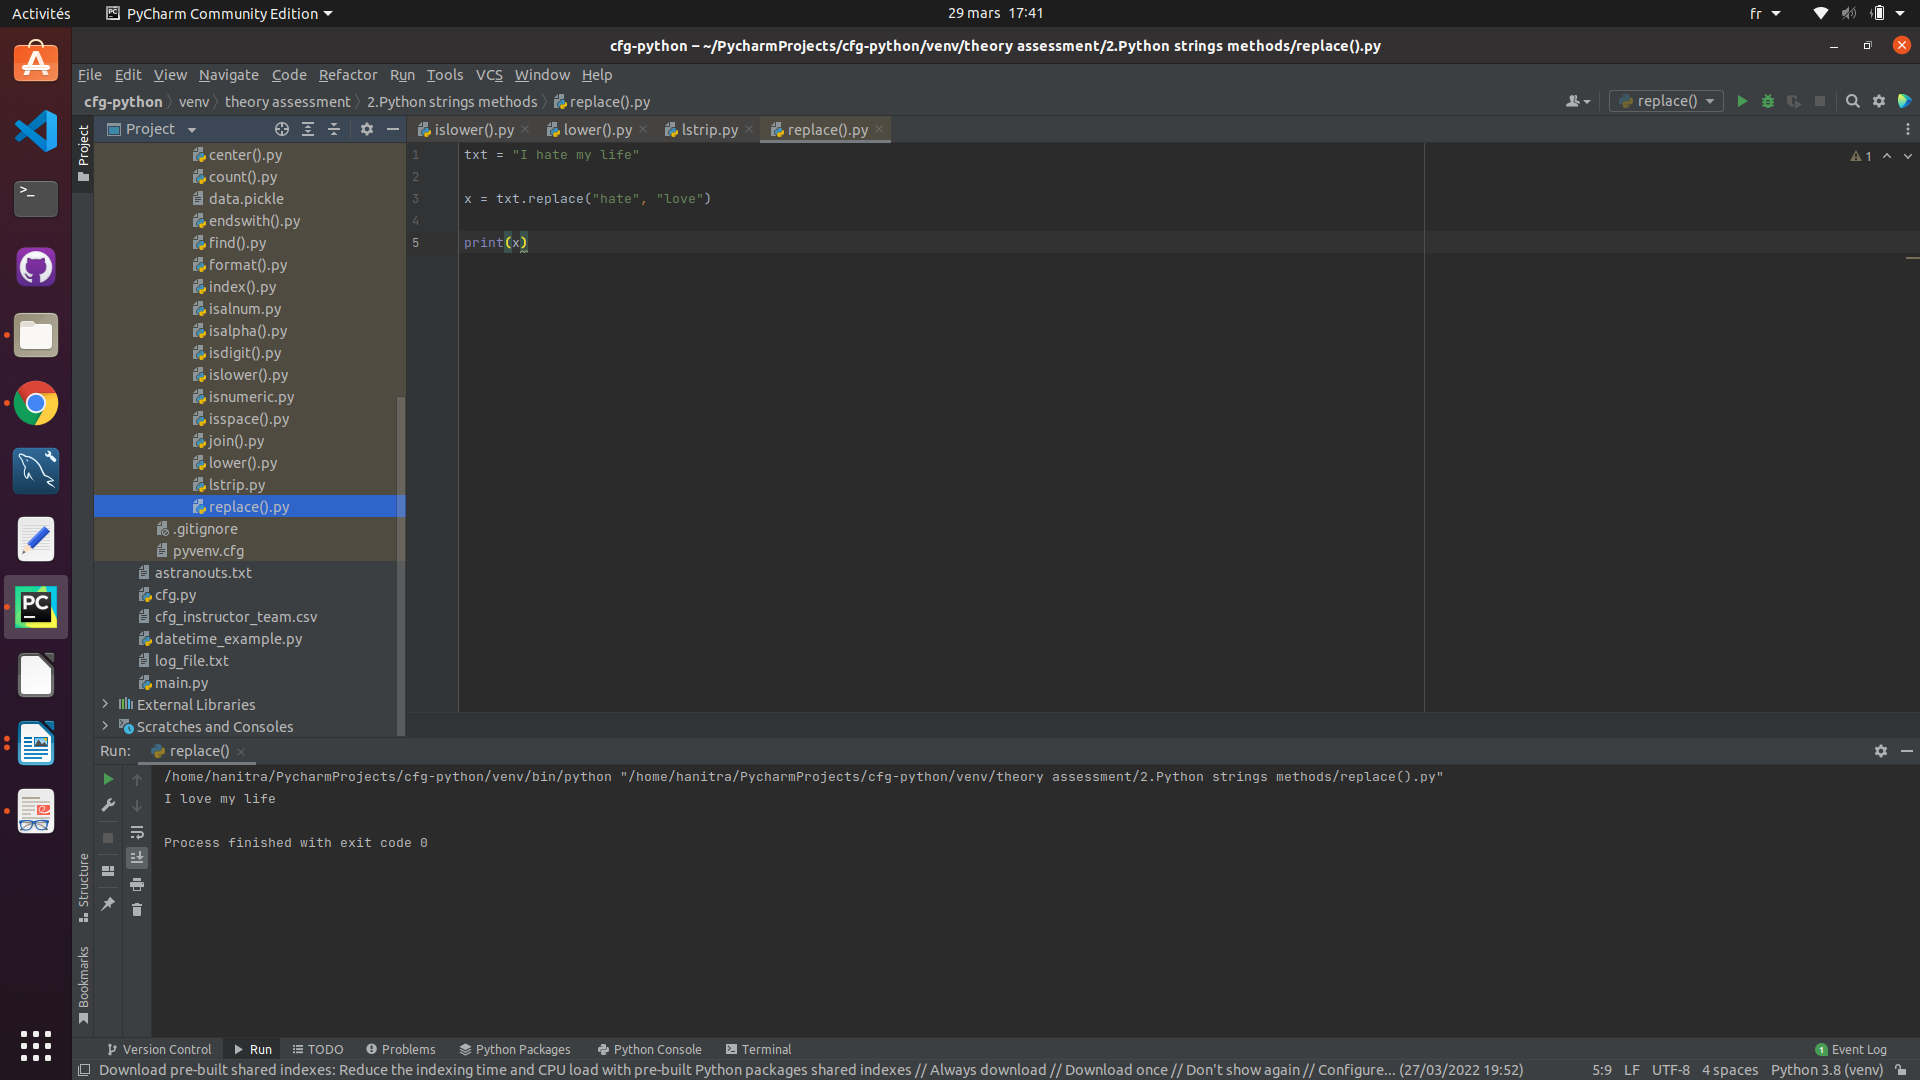 Activités PyCharm Community Edition 29 mars 17:41 fr
cfg-python – ~/PycharmProjects/cfg-python/venv/theory assessment/2.Python strings methods/replace().py
File Edit View Navigate Code Refactor Run Tools VCS Window Help
cfg-python venv theory assessment 2.Python strings methods replace().py replace()
Project
Project
islower().py lower().py lstrip.py replace().py
center().py
count().py
data.pickle
endswith().py
find().py
format().py
index().py
isalnum.py
isalpha().py
isdigit().py
islower().py
isnumeric.py
isspace().py
join().py
lower().py
lstrip.py
replace().py
.gitignore
pyvenv.cfg
astranouts.txt
cfg.py
cfg_instructor_team.csv
datetime_example.py
log_file.txt
main.py
External Libraries
Scratches and Consoles
1 txt = "I hate my life"
2
3 x = txt.replace("hate", "love")
4
5 print(x)
1
Run: replace()
/home/hanitra/PycharmProjects/cfg-python/venv/bin/python "/home/hanitra/PycharmProjects/cfg-python/venv/theory assessment/2.Python strings methods/replace().py"
I love my life
Process finished with exit code 0
Structure
Bookmarks
Version Control Run TODO Problems Python Packages Python Console Terminal 1 Event Log
Download pre-built shared indexes: Reduce the indexing time and CPU load with pre-built Python packages shared indexes // Always download // Download once // Don't show again // Configure... (27/03/2022 19:52) 5:9 LF UTF-8 4 spaces Python 3.8 (venv)